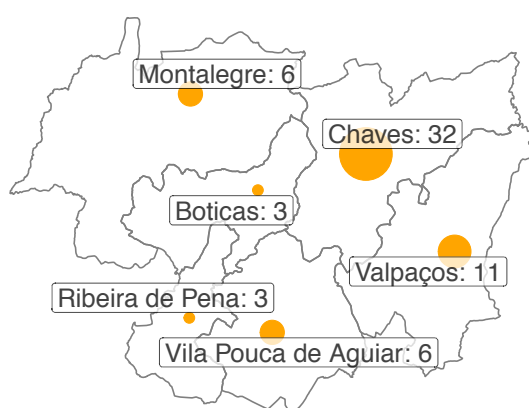 Montalegre: 6
Chaves: 32
Boticas: 3
Valpaços: 11
Ribeira de Pena: 3
Vila Pouca de Aguiar: 6